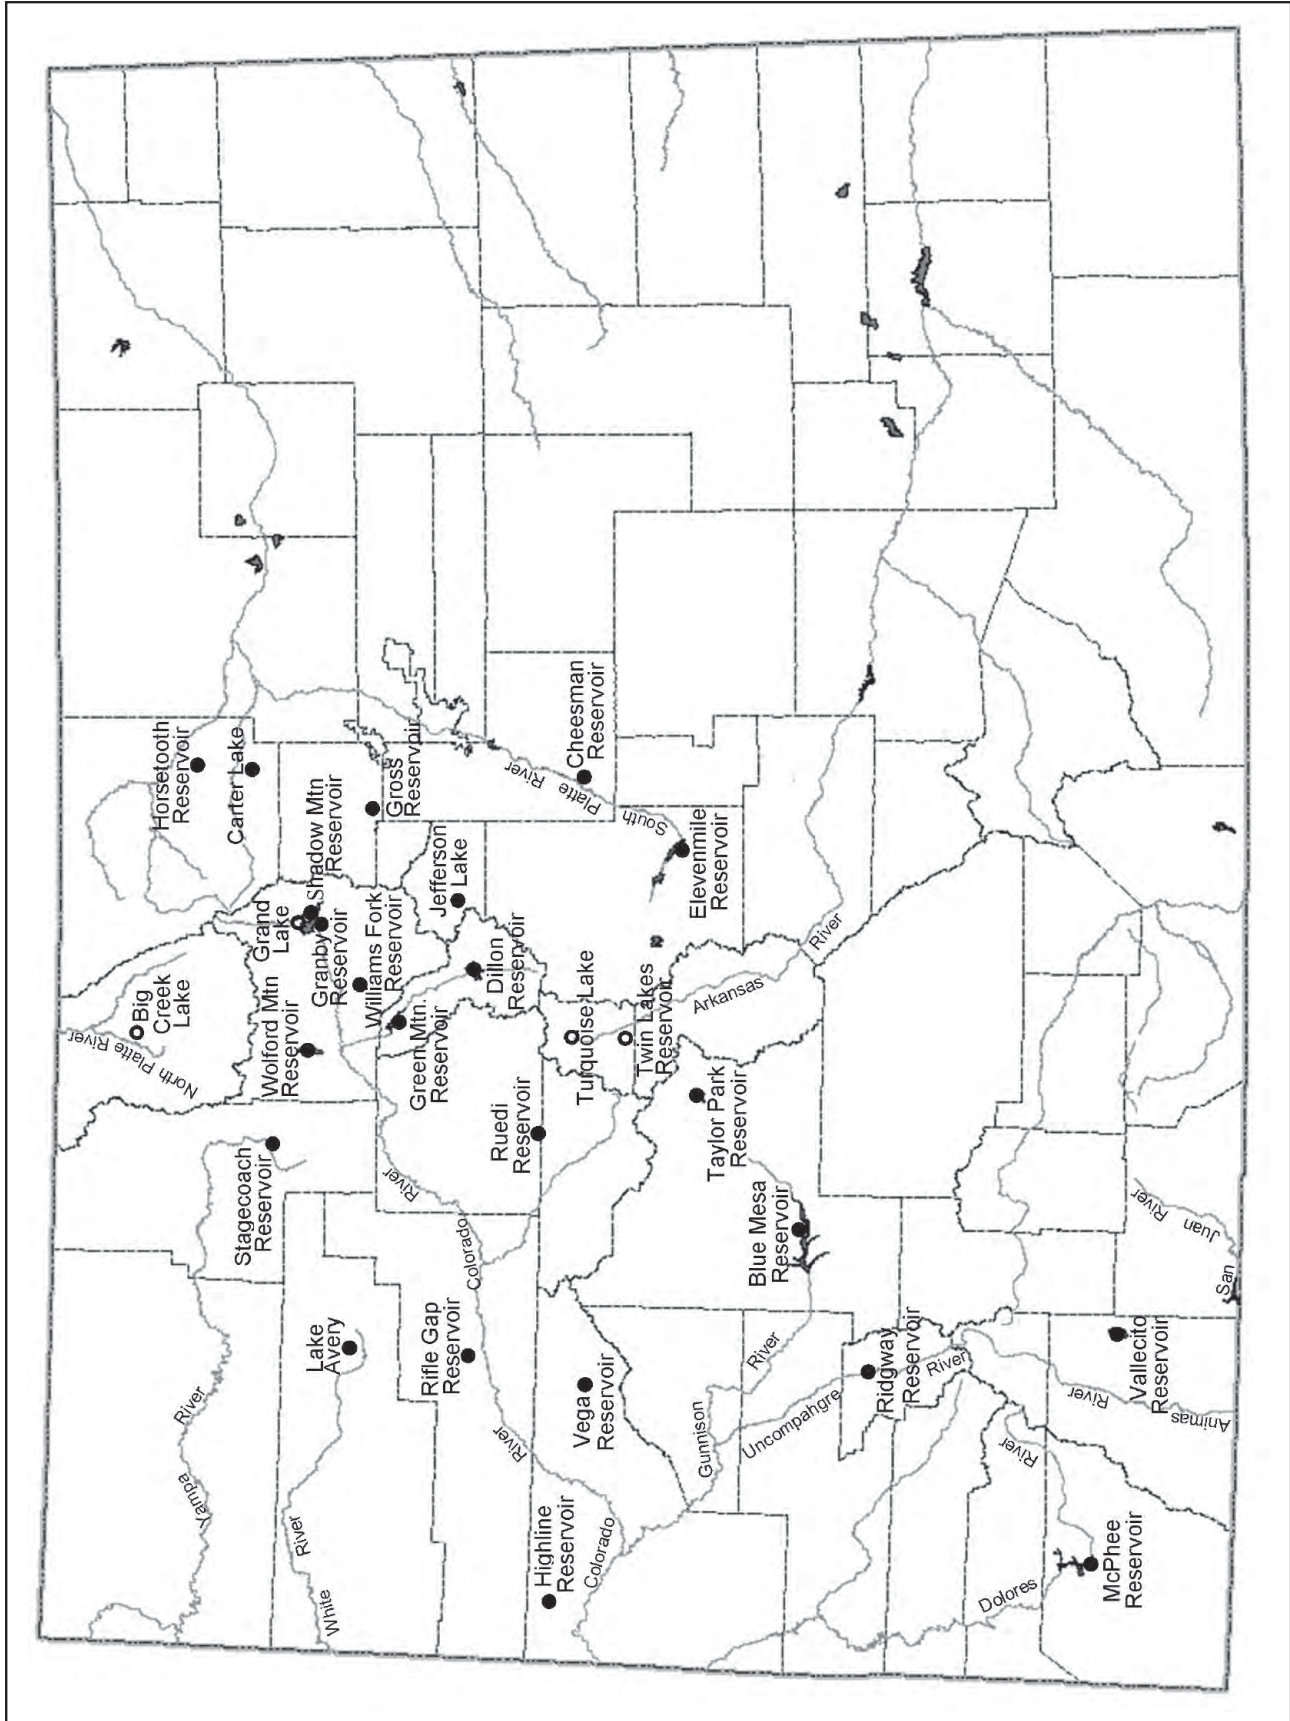 North Platte River
Big
Creek
Lake
Horsetooth
Reservoir
Carter Lake
Grand
Lake
Shadow Mtn
Reservoir
Granby
Reservoir
Williams Fork
Reservoir
Wolford Mtn
Reservoir
Gross
Reservoir
Jefferson
Lake
Green Mtn.
Reservoir
Dillon
Reservoir
Stagecoach
Reservoir
Yampa
River
Lake
Avery
White
River
Rifle Gap
Reservoir
Colorado
River
Ruedi
Reservoir
Turquoise Lake
Twin Lakes
Reservoir
Cheesman
Reservoir
South
Platte
River
Elevenmile
Reservoir
Arkansas
River
Taylor Park
Reservoir
Highline
Reservoir
Colorado
River
Vega
Reservoir
Gunnison
River
Blue Mesa
Reservoir
Uncompahgre
River
Ridgway
Reservoir
Dolores
River
McPhee
Reservoir
Animas
River
Vallecito
Reservoir
San
Juan
River